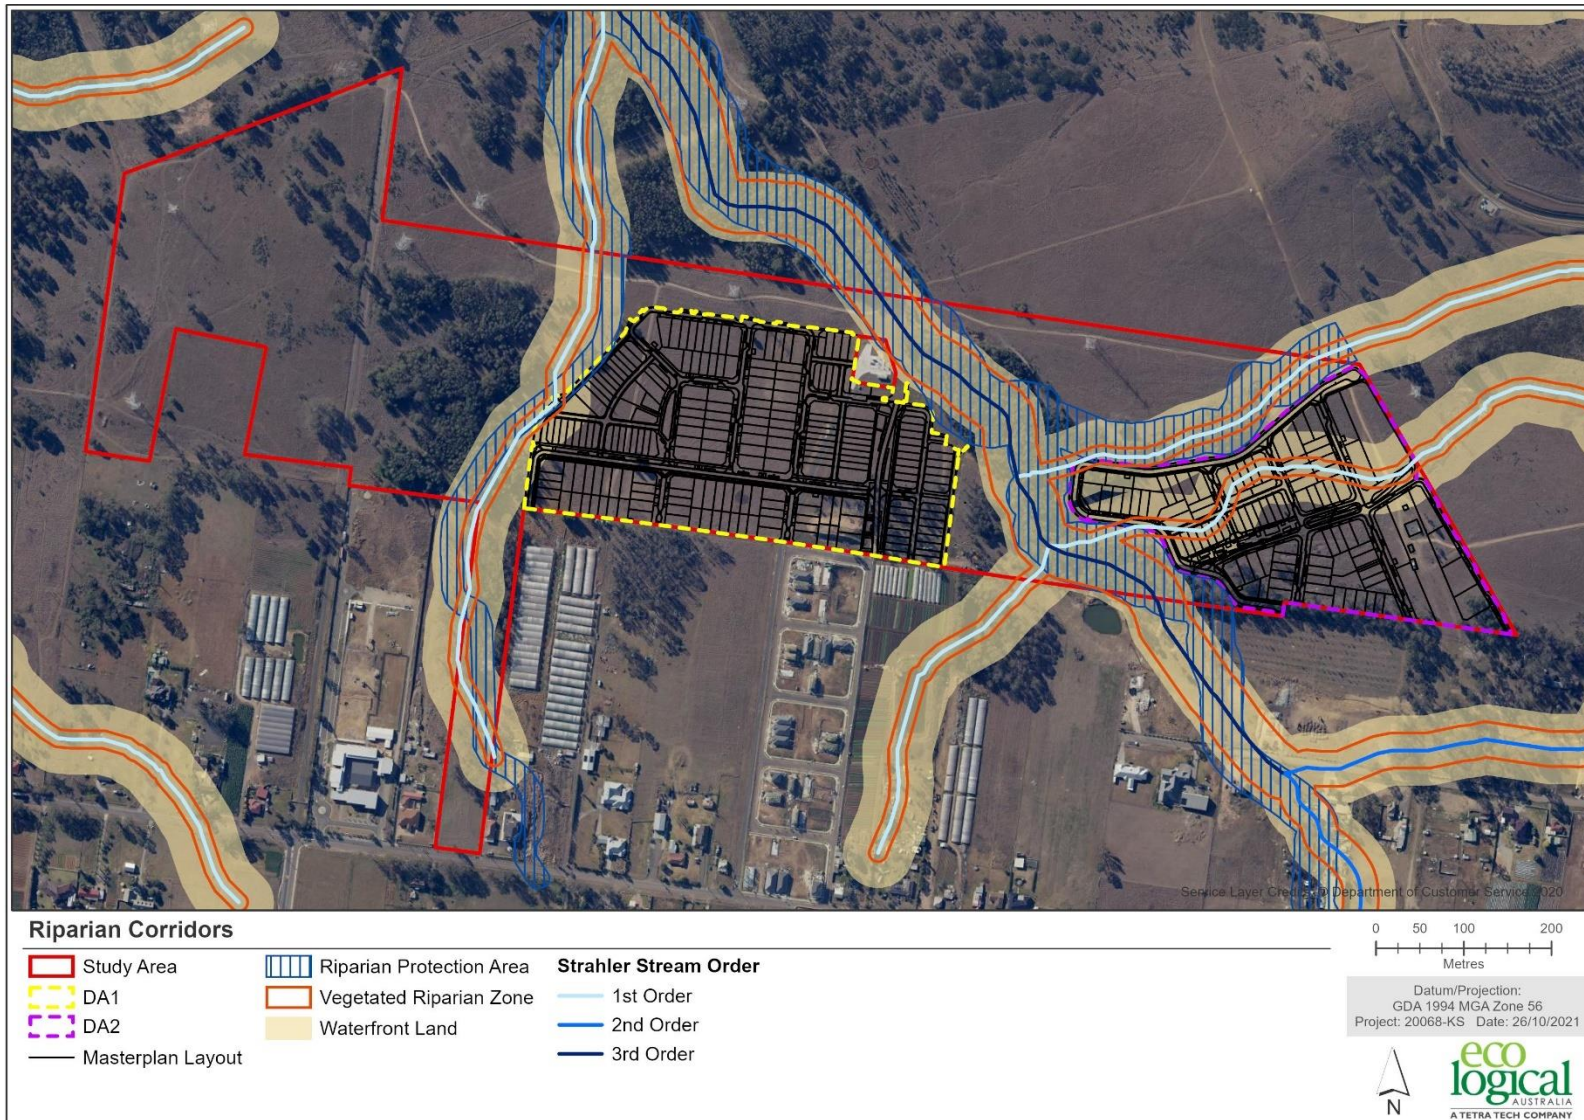 Service Layer Credits: © Department of Customer Service 2020
Riparian Corridors
Study Area
DA1
DA2
Masterplan Layout
Riparian Protection Area
Vegetated Riparian Zone
Waterfront Land
Strahler Stream Order
1st Order
2nd Order
3rd Order
0 50 100 200
Metres
Datum/Projection:
GDA 1994 MGA Zone 56
Project: 20068-KS Date: 26/10/2021
N
eco
logical
AUSTRALIA
A TETRA TECH COMPANY